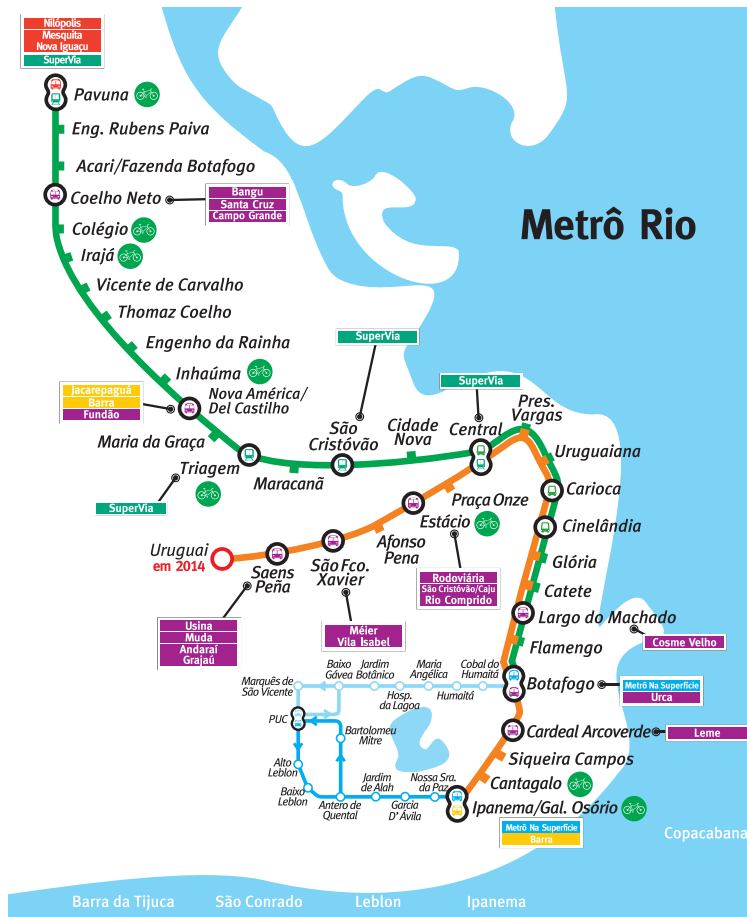 Nilópolis
Mesquita
Nova Iguaçu
SuperVia
Pavuna
Eng. Rubens Paiva
Acari/Fazenda Botafogo
Coelho Neto
Bangu
Santa Cruz
Campo Grande
Colégio
Irajá
Metrô Rio
Vicente de Carvalho
Thomaz Coelho
Engenho da Rainha
Inhaúma
SuperVia
SuperVia
Jacarepaguá
Barra
Fundão
Nova América/
Del Castilho
Maria da Graça
São
Cristóvão
Cidade
Nova
Central
Pres.
Vargas
Uruguaiana
Triagem
SuperVia
Maracanã
Praça Onze
Carioca
Estácio
Cinelândia
Afonso
Pena
Uruguai
em 2014
Saens
Peña
São Fco.
Xavier
Glória
Catete
Rodoviária
São Cristóvão/Caju
Rio Comprido
Usina
Muda
Andaraí
Grajaú
Méier
Vila Isabel
Largo do Machado
Cosme Velho
Flamengo
Botafogo
Metrô Na Superfície
Urca
Marquês de
São Vicente
Baixo
Gávea
Jardim
Botânico
Hosp.
da Lagoa
Maria
Angélica
Humaitá
Cobal do
Humaitá
PUC
Bartolomeu
Mitre
Cardeal Arcoverde
Leme
Siqueira Campos
Cantagalo
Alto
Leblon
Baixo
Leblon
Antero de
Quental
Jardim
de Alah
Garcia
D' Ávila
Nossa Sra.
da Paz
Ipanema/Gal. Osório
Metrô Na Superfície
Barra
Copacabana
Barra da Tijuca
São Conrado
Leblon
Ipanema